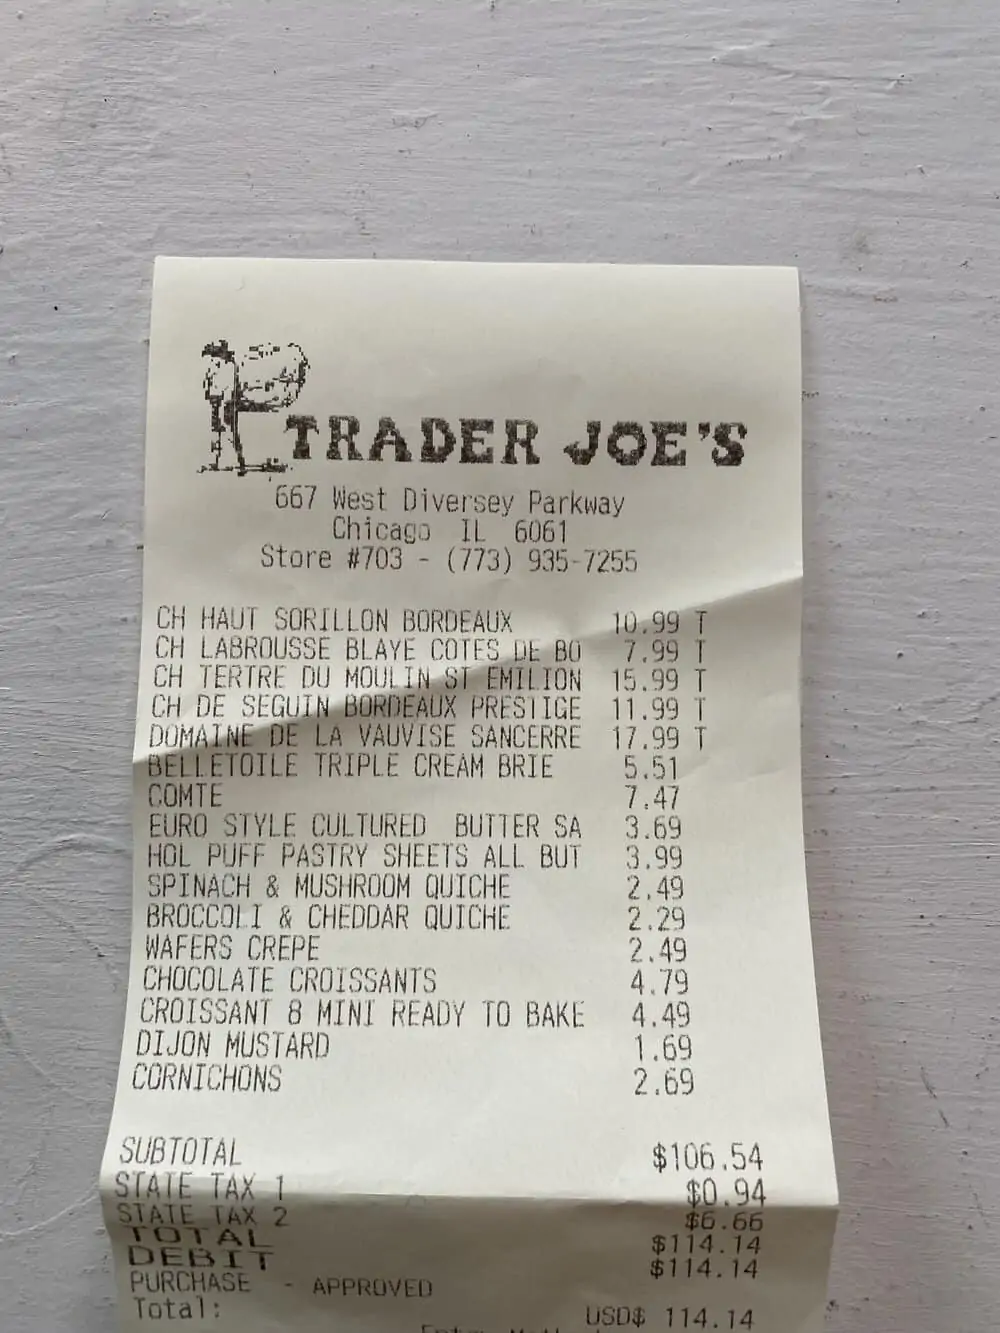 TRADER JOE'S
667 West Diversey Parkway
Chicago IL 6061
Store #703 - (773) 935-7255
CH HAUT SORILLON BORDEAUX 10.99 T
CH LABROUSSE BLAYE COTES DE BO 7.99 T
CH TERTRE DU MOULIN ST EMILION 15.99 T
CH DE SEGUIN BORDEAUX PRESTIGE 11.99 T
DOMAINE DE LA VAUVISE SANCERRE 17.99 T
BELLETOILE TRIPLE CREAM BRIE 5.51
COMTE 7.47
EURO STYLE CULTURED BUTTER SA 3.69
HOL PUFF PASTRY SHEETS ALL BUT 3.99
SPINACH & MUSHROOM QUICHE 2.49
BROCCOLI & CHEDDAR QUICHE 2.29
WAFERS CREPE 2.49
CHOCOLATE CROISSANTS 4.79
CROISSANT 8 MINI READY TO BAKE 4.49
DIJON MUSTARD 1.69
CORNICHONS 2.69
SUBTOTAL $106.54
STATE TAX 1 $0.94
STATE TAX 2 $6.66
TOTAL $114.14
DEBIT $114.14
PURCHASE - APPROVED
Total: USD$ 114.14